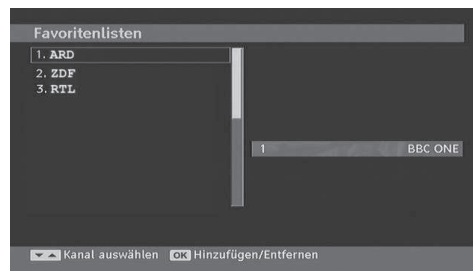 Favoritenlisten
1. ARD
2. ZDF
3. RTL
1 BBC ONE
Kanal auswählen OK Hinzufügen/Entfernen